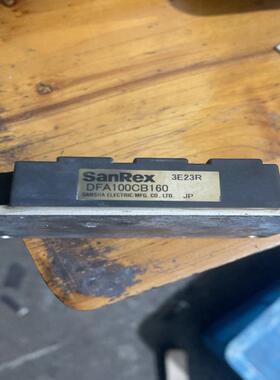 SanRex 3E23R
DFA100CB160
SANSHA ELECTRIC MFG. CO., LTD. JP